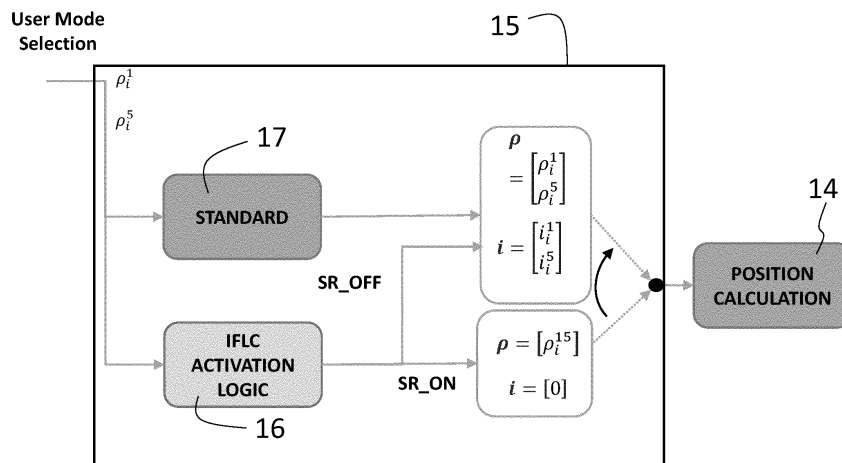 User Mode
Selection
15
ρ_i^1
ρ_i^5
17
STANDARD
ρ
= [ρ_i^1 ρ_i^5]
i = [i_i^1 i_i^5]
14
POSITION
CALCULATION
SR_OFF
IFLC
ACTIVATION
LOGIC
16
SR_ON
ρ = [ρ_i^15]
i = [0]